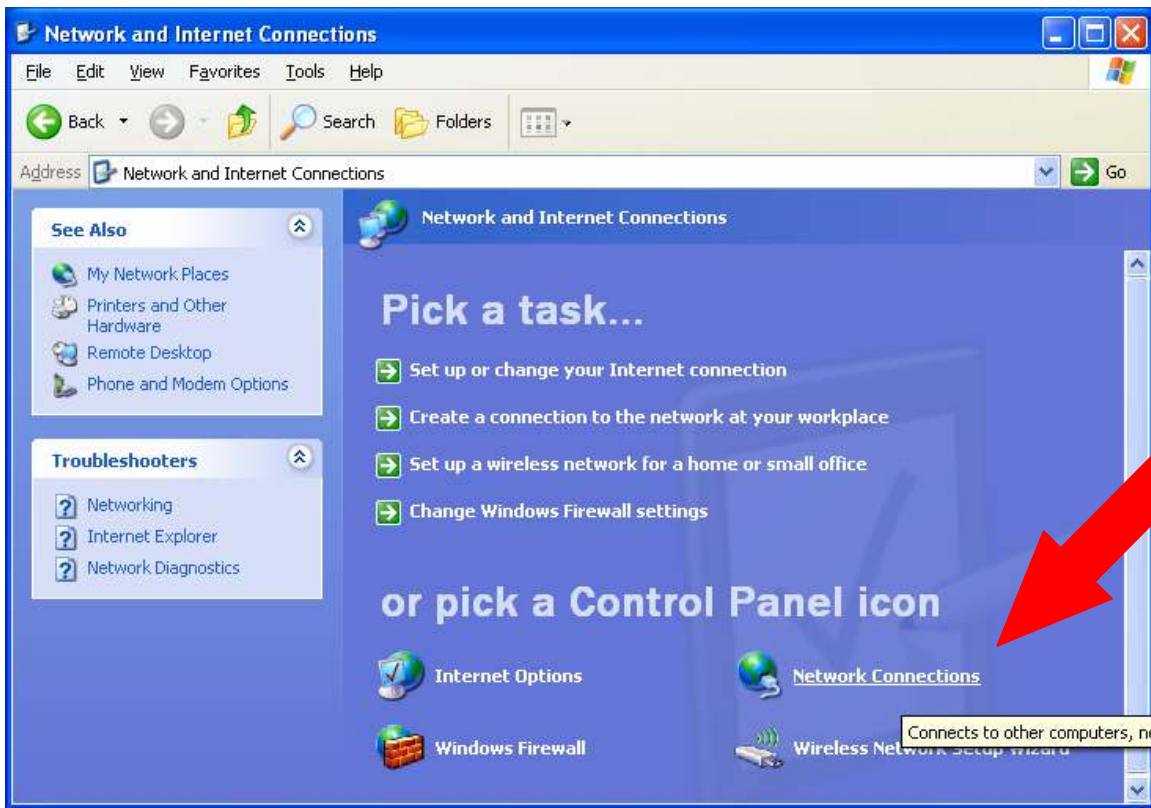 Network and Internet Connections
File Edit View Favorites Tools Help
Back Search Folders
Address Network and Internet Connections Go
See Also
My Network Places
Printers and Other
Hardware
Remote Desktop
Phone and Modem Options
Troubleshooters
Networking
Internet Explorer
Network Diagnostics
Network and Internet Connections
Pick a task...
Set up or change your Internet connection
Create a connection to the network at your workplace
Set up a wireless network for a home or small office
Change Windows Firewall settings
or pick a Control Panel icon
Internet Options
Network Connections
Connects to other computers,
Windows Firewall
Wireless Network Setup Wizard